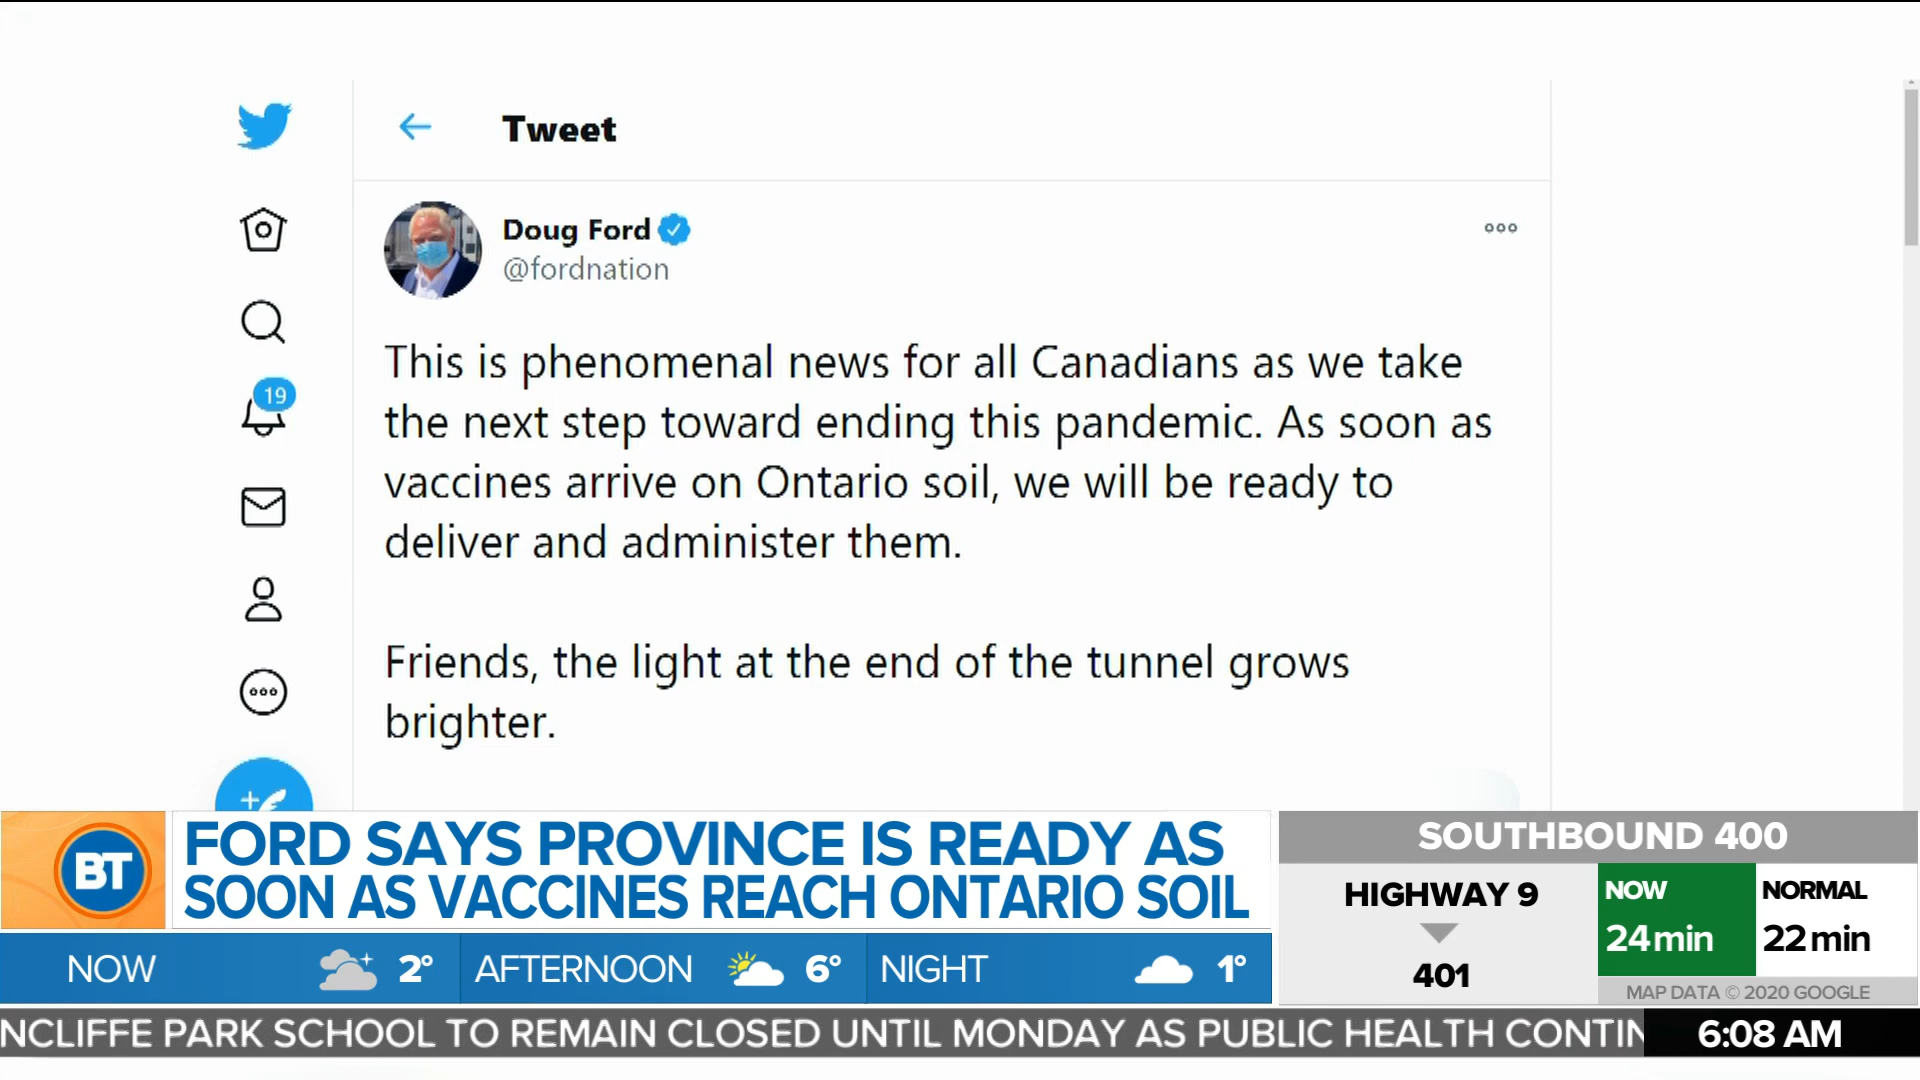 Tweet
Doug Ford
@fordnation
19
This is phenomenal news for all Canadians as we take
the next step toward ending this pandemic. As soon as
vaccines arrive on Ontario soil, we will be ready to
deliver and administer them.
Friends, the light at the end of the tunnel grows
brighter.
BT
FORD SAYS PROVINCE IS READY AS
SOON AS VACCINES REACH ONTARIO SOIL
SOUTHBOUND 400
HIGHWAY 9
401
NOW
24 min
NORMAL
22 min
MAP DATA © 2020 GOOGLE
NOW 2° AFTERNOON 6° NIGHT 1°
NCLIFFE PARK SCHOOL TO REMAIN CLOSED UNTIL MONDAY AS PUBLIC HEALTH CONTIN
6:08 AM